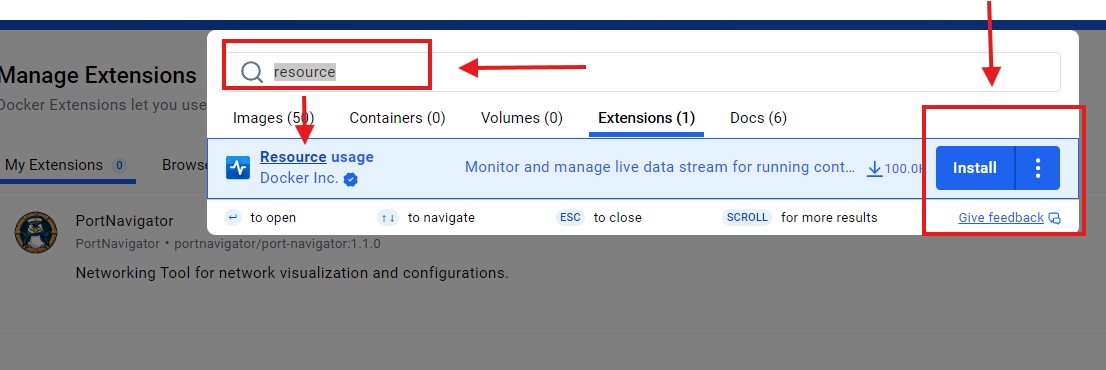 resource
Manage Extensions
Docker Extensions let you use
Images (50) Containers (0) Volumes (0) Extensions (1) Docs (6)
My Extensions 0 Browse
Resource usage
Docker Inc.
Monitor and manage live data stream for running cont...
Install
to open ↑↓ to navigate ESC to close SCROLL for more results Give feedback
PortNavigator
PortNavigator • portnavigator/port-navigator:1.1.0
Networking Tool for network visualization and configurations.